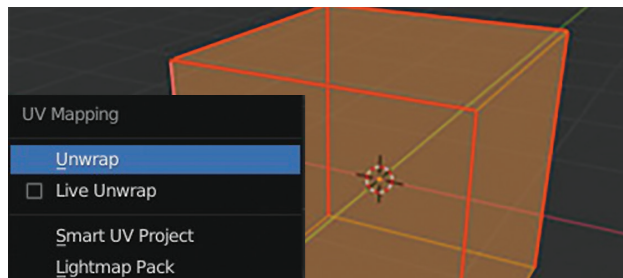 UV Mapping
Unwrap
Live Unwrap
Smart UV Project
Lightmap Pack